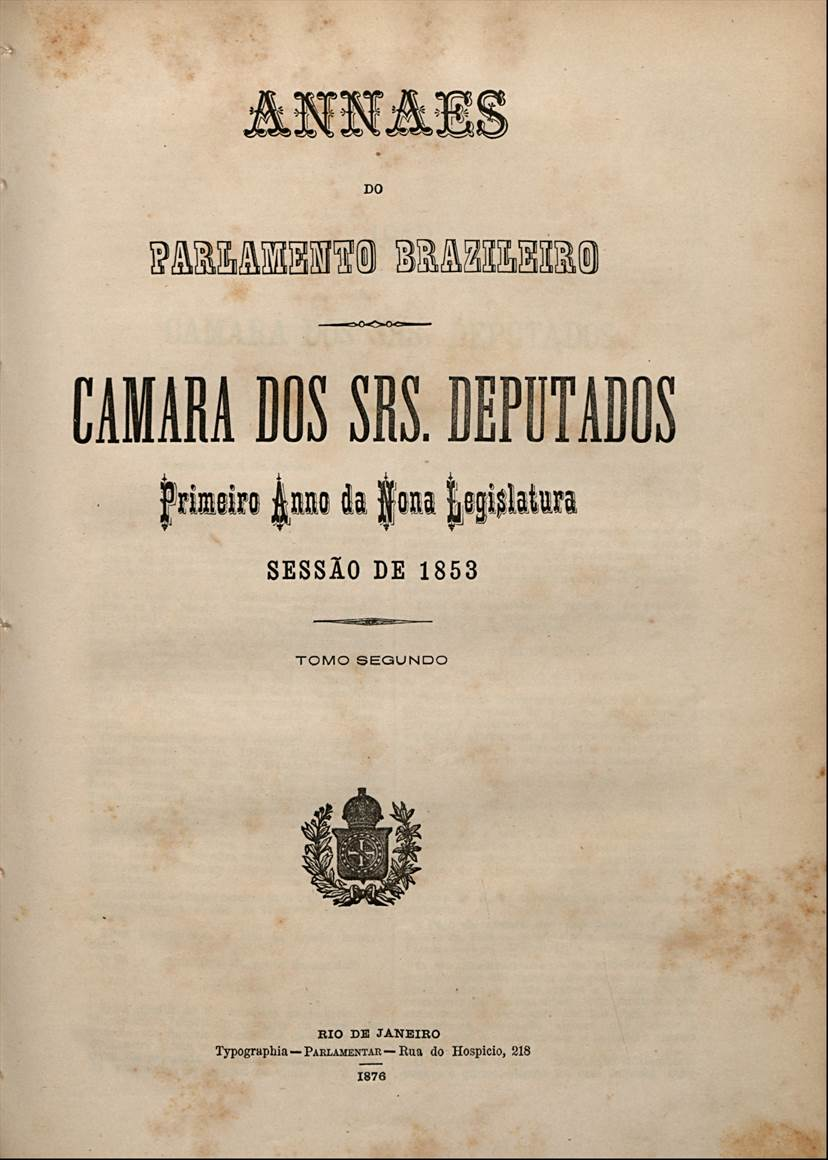 ANNAES
DO
PARLAMENTO BRAZILEIRO
CAMARA DOS SRS. DEPUTADOS
Primeiro Anno da Nona Legislatura
SESSÃO DE 1853
TOMO SEGUNDO
RIO DE JANEIRO
Typographia—PARLAMENTAR—Rua do Hospicio, 218
1876